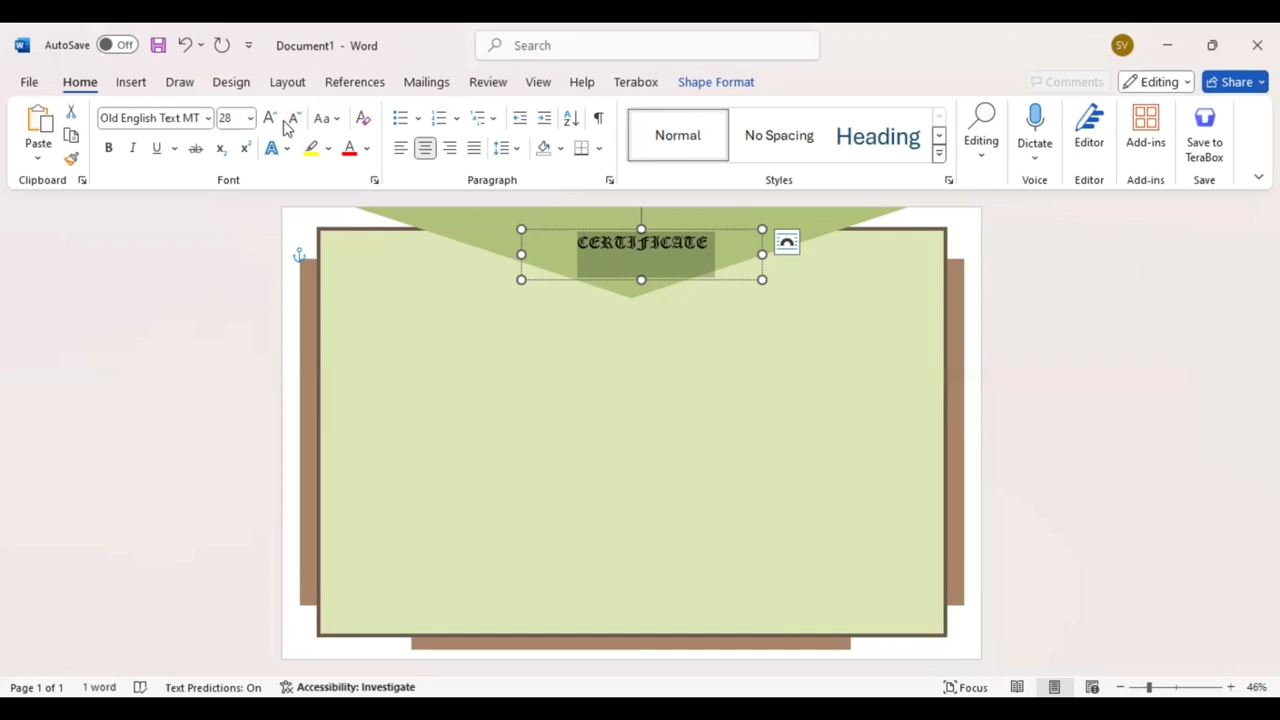 AutoSave Off Document1 - Word Search SV
File Home Insert Draw Design Layout References Mailings Review View Help Terabox Shape Format Comments Editing Share
Old English Text MT 28 A A Aa A
Paste B I U ab x₂ x² A A Normal No Spacing Heading Editing Dictate Editor Add-ins Save to TeraBox
Clipboard Font Paragraph Styles Voice Editor Add-ins Save
CERTIFICATE
Page 1 of 1 1 word Text Predictions: On Accessibility: Investigate Focus 46%